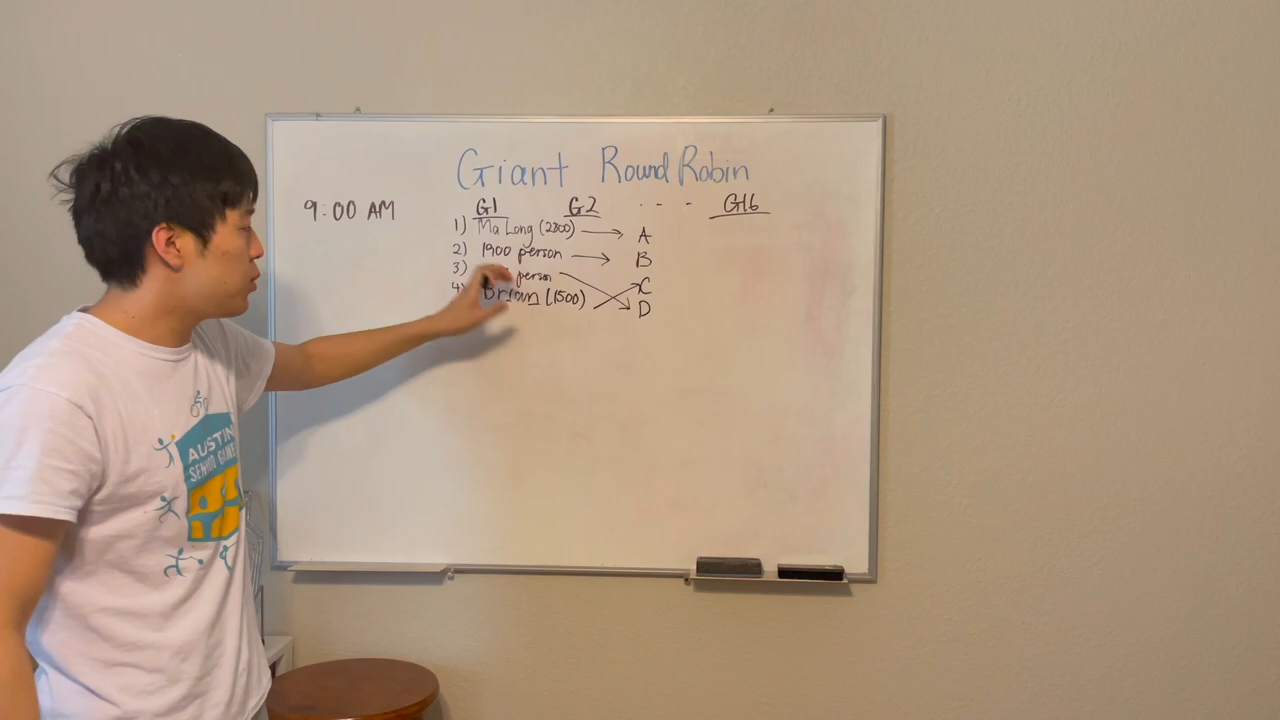 Giant Round Robin
9:00 AM
G1 G2 - - - G16
1) Ma Long (2800) → A
2) 1900 person → B
3) person C
4) Brian (1500) D
AUSTIN